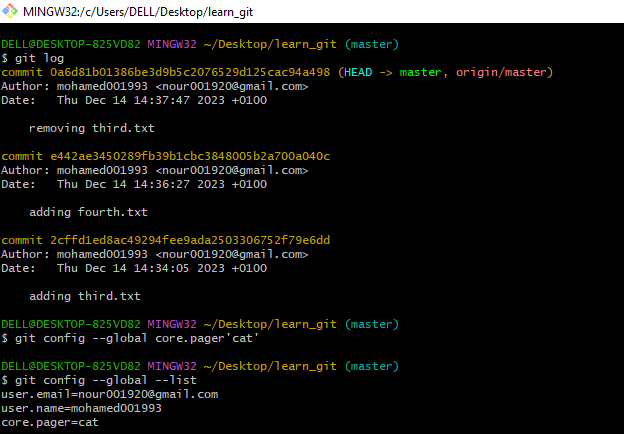 MINGW32:/c/Users/DELL/Desktop/learn_git
DELL@DESKTOP-825VD82 MINGW32 ~/Desktop/learn_git (master)
$ git log
commit 0a6d81b01386be3d9b5c2076529d125cac94a498 (HEAD -> master, origin/master)
Author: mohamed001993 <nour001920@gmail.com>
Date:   Thu Dec 14 14:37:47 2023 +0100
    removing third.txt
commit e442ae3450289fb39b1cbc3848005b2a700a040c
Author: mohamed001993 <nour001920@gmail.com>
Date:   Thu Dec 14 14:36:27 2023 +0100
    adding fourth.txt
commit 2cffd1ed8ac49294fee9ada2503306752f79e6dd
Author: mohamed001993 <nour001920@gmail.com>
Date:   Thu Dec 14 14:34:05 2023 +0100
    adding third.txt
DELL@DESKTOP-825VD82 MINGW32 ~/Desktop/learn_git (master)
$ git config --global core.pager'cat'
DELL@DESKTOP-825VD82 MINGW32 ~/Desktop/learn_git (master)
$ git config --global --list
user.email=nour001920@gmail.com
user.name=mohamed001993
core.pager=cat